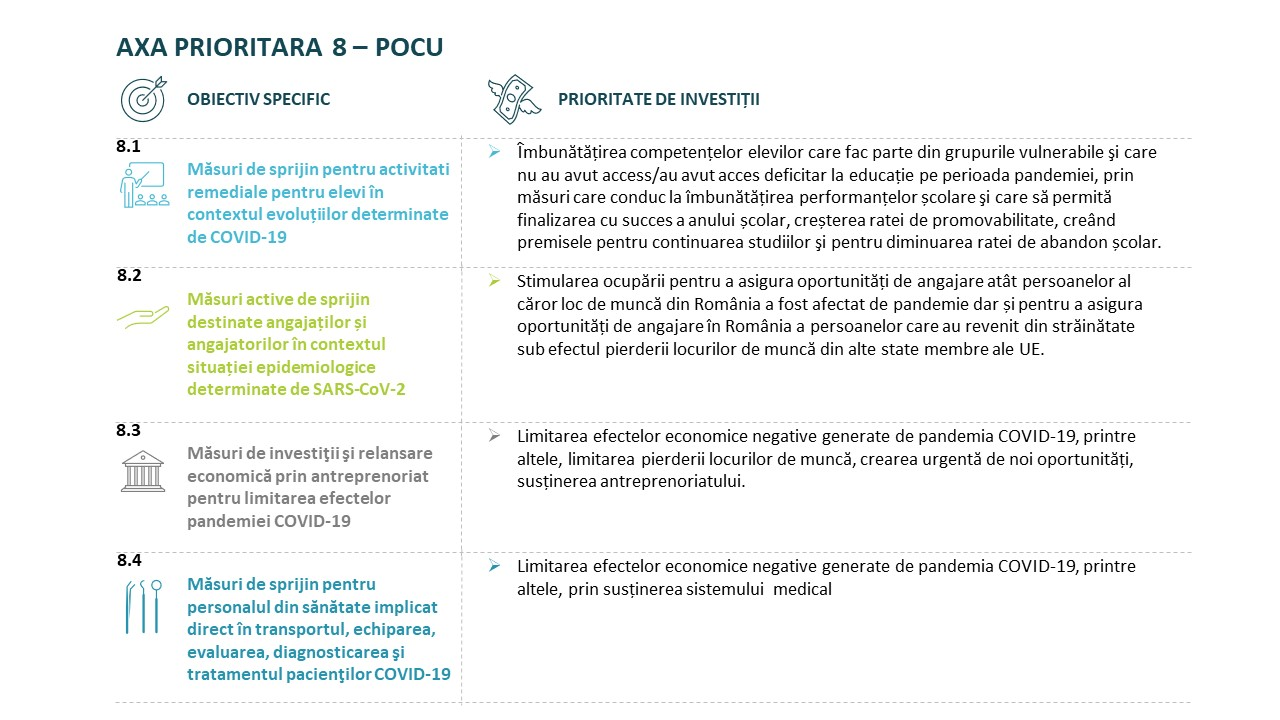 AXA PRIORITARA 8 – POCU
OBIECTIV SPECIFIC
PRIORITATE DE INVESTIȚII
8.1
Măsuri de sprijin pentru activitati
remediale pentru elevi în
contextul evoluțiilor determinate
de COVID-19
Îmbunătățirea competențelor elevilor care fac parte din grupurile vulnerabile şi care
nu au avut access/au avut acces deficitar la educație pe perioada pandemiei, prin
măsuri care conduc la îmbunătățirea performanțelor școlare şi care să permită
finalizarea cu succes a anului școlar, creșterea ratei de promovabilitate, creând
premisele pentru continuarea studiilor şi pentru diminuarea ratei de abandon școlar.
8.2
Măsuri active de sprijin
destinate angajaților și
angajatorilor în contextul
situației epidemiologice
determinate de SARS-CoV-2
Stimularea ocupării pentru a asigura oportunități de angajare atât persoanelor al
căror loc de muncă din România a fost afectat de pandemie dar și pentru a asigura
oportunități de angajare în România a persoanelor care au revenit din străinătate
sub efectul pierderii locurilor de muncă din alte state membre ale UE.
8.3
Măsuri de investiţii şi relansare
economică prin antreprenoriat
pentru limitarea efectelor
pandemiei COVID-19
Limitarea efectelor economice negative generate de pandemia COVID-19, printre
altele, limitarea pierderii locurilor de muncă, crearea urgentă de noi oportunități,
susținerea antreprenoriatului.
8.4
Măsuri de sprijin pentru
personalul din sănătate implicat
direct în transportul, echiparea,
evaluarea, diagnosticarea şi
tratamentul pacienţilor COVID-19
Limitarea efectelor economice negative generate de pandemia COVID-19, printre
altele, prin susținerea sistemului medical